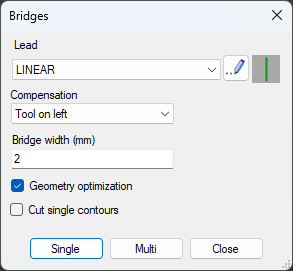 Bridges
Lead
LINEAR
Compensation
Tool on left
Bridge width (mm)
2
Geometry optimization
Cut single contours
Single Multi Close